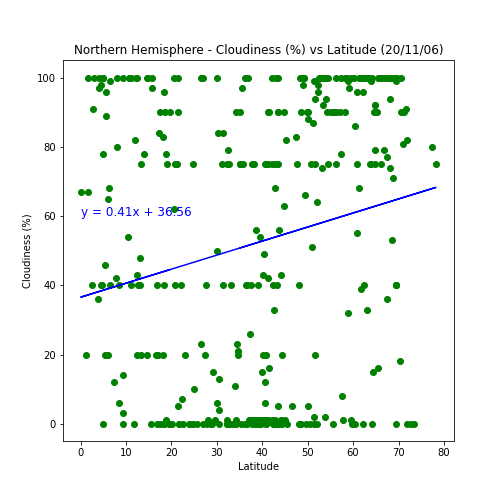 Northern Hemisphere - Cloudiness (%) vs Latitude (20/11/06)
100
80
60
40
20
0
Cloudiness (%)
y = 0.41x + 36.56
0 10 20 30 40 50 60 70 80
Latitude